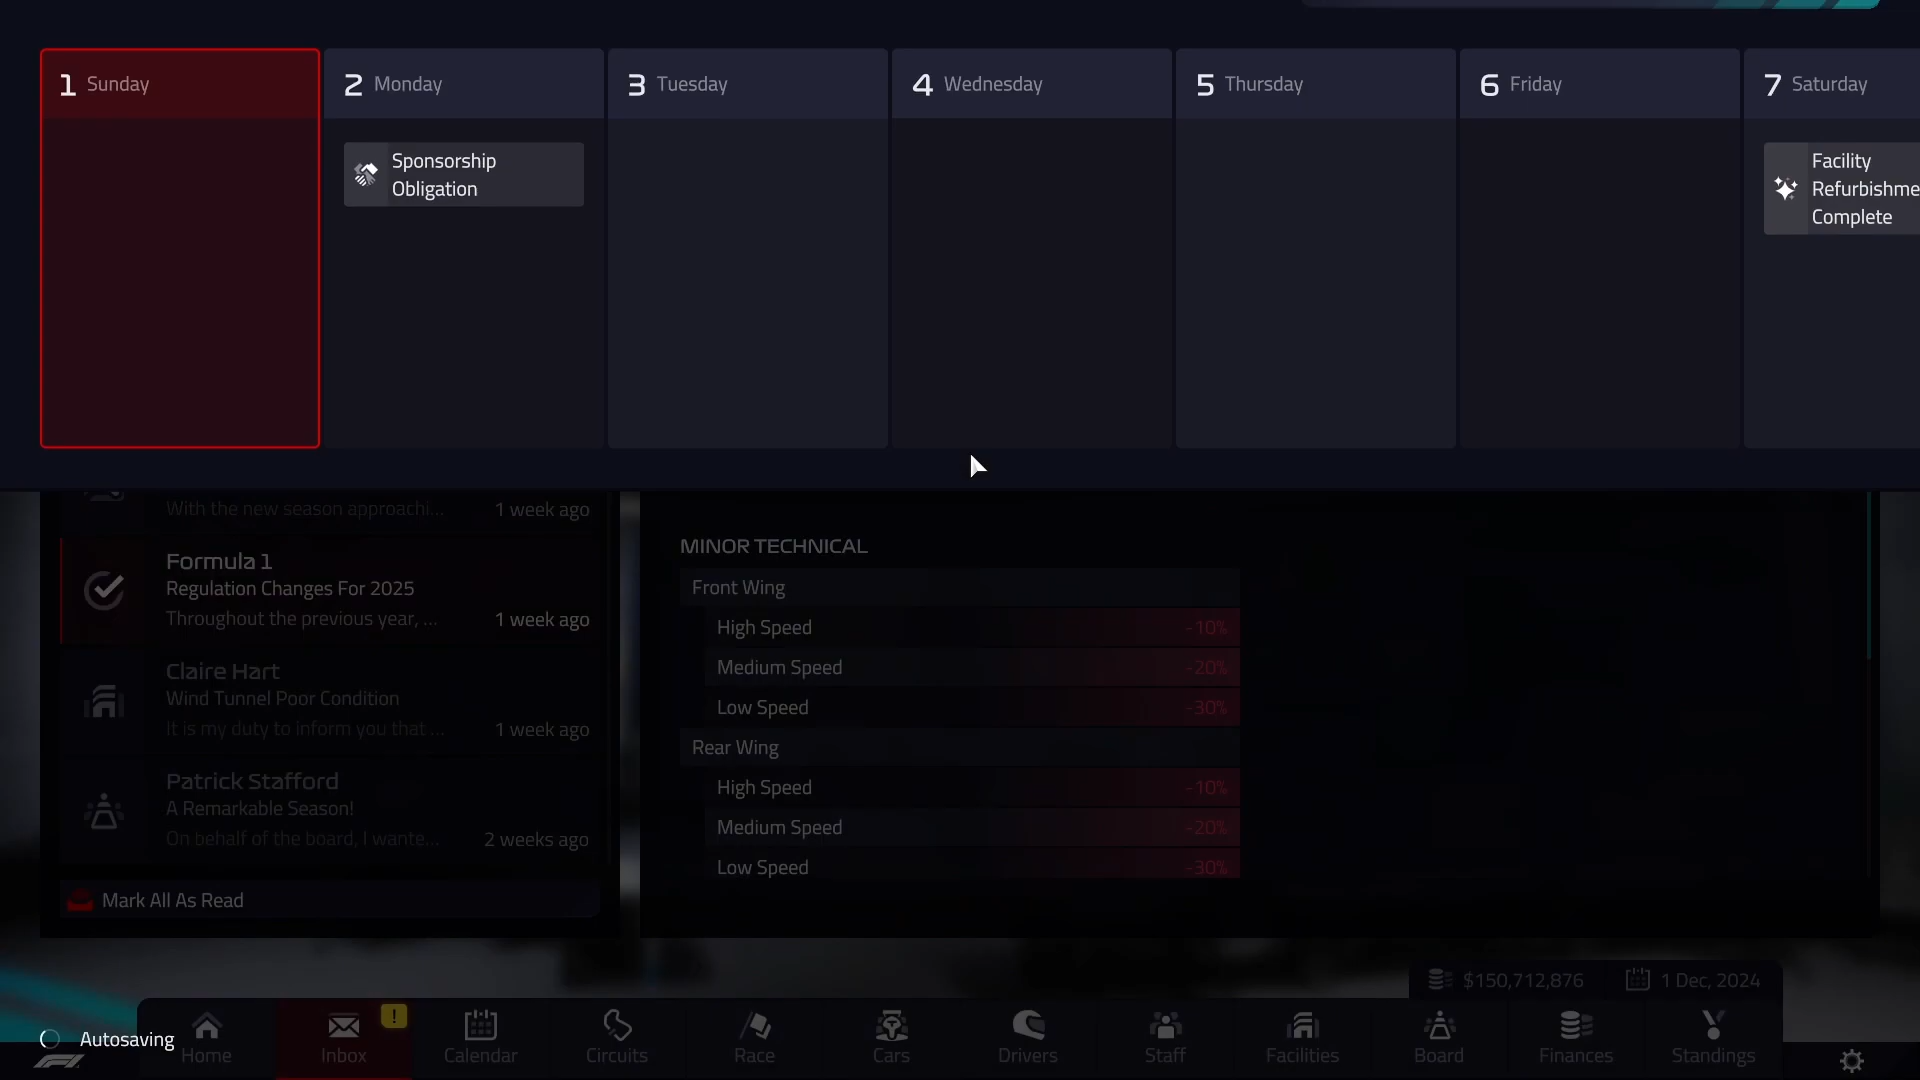 1 Sunday
2 Monday
3 Tuesday
4 Wednesday
5 Thursday
6 Friday
7 Saturday
Sponsorship
Obligation
Facility
Refurbishme
Complete
With the new season approachi...
1 week ago
Formula 1
Regulation Changes For 2025
Throughout the previous year, ...
1 week ago
Claire Hart
Wind Tunnel Poor Condition
It is my duty to inform you that ...
1 week ago
Patrick Stafford
A Remarkable Season!
On behalf of the board, I wante...
2 weeks ago
Mark All As Read
MINOR TECHNICAL
Front Wing
High Speed -10%
Medium Speed -20%
Low Speed -30%
Rear Wing
High Speed -10%
Medium Speed -20%
Low Speed -30%
$150,712,876
1 Dec, 2024
Autosaving
Home
!
Inbox
Calendar
Circuits
Race
Cars
Drivers
Staff
Facilities
Board
Finances
Standings